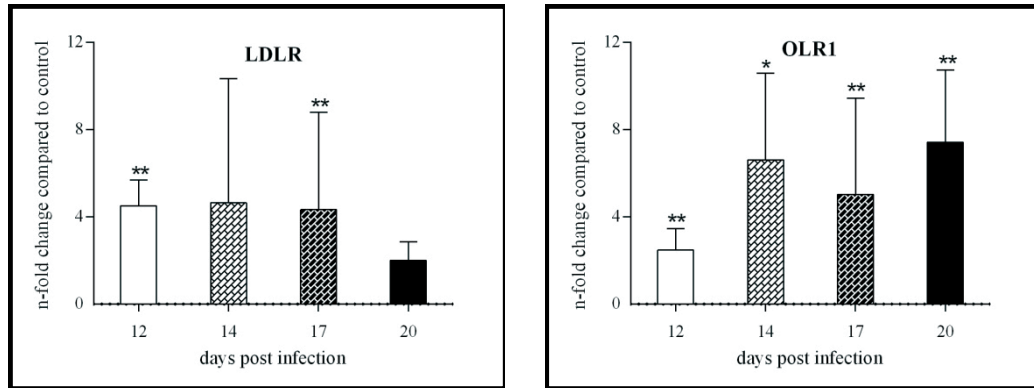 LDLR
n-fold change compared to control
12
8
4
0
**
**
12 14 17 20
days post infection
OLR1
n-fold change compared to control
12
8
4
0
*
**
**
**
12 14 17 20
days post infection